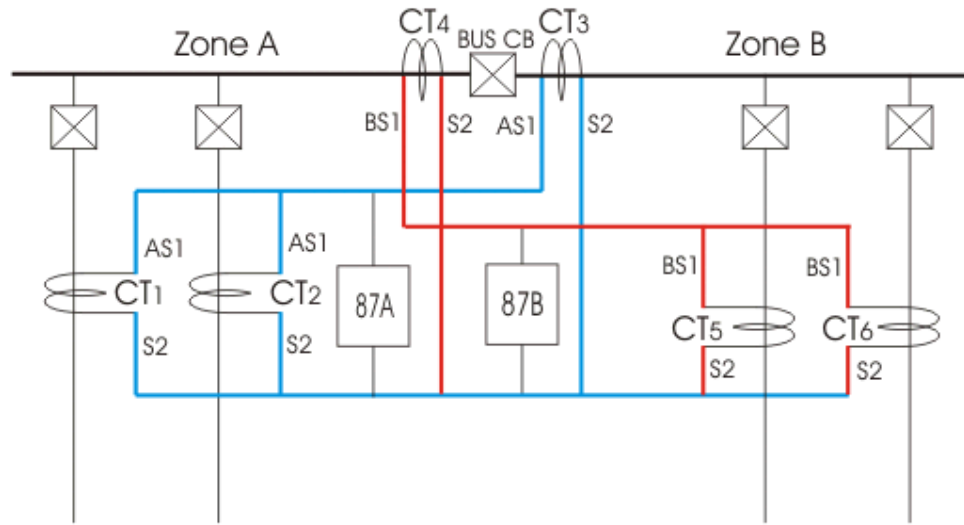 Zone A
CT4
BUS CB
CT3
Zone B
BS1
S2
AS1
S2
AS1
CT1
S2
AS1
CT2
S2
87A
87B
BS1
CT5
S2
BS1
CT6
S2